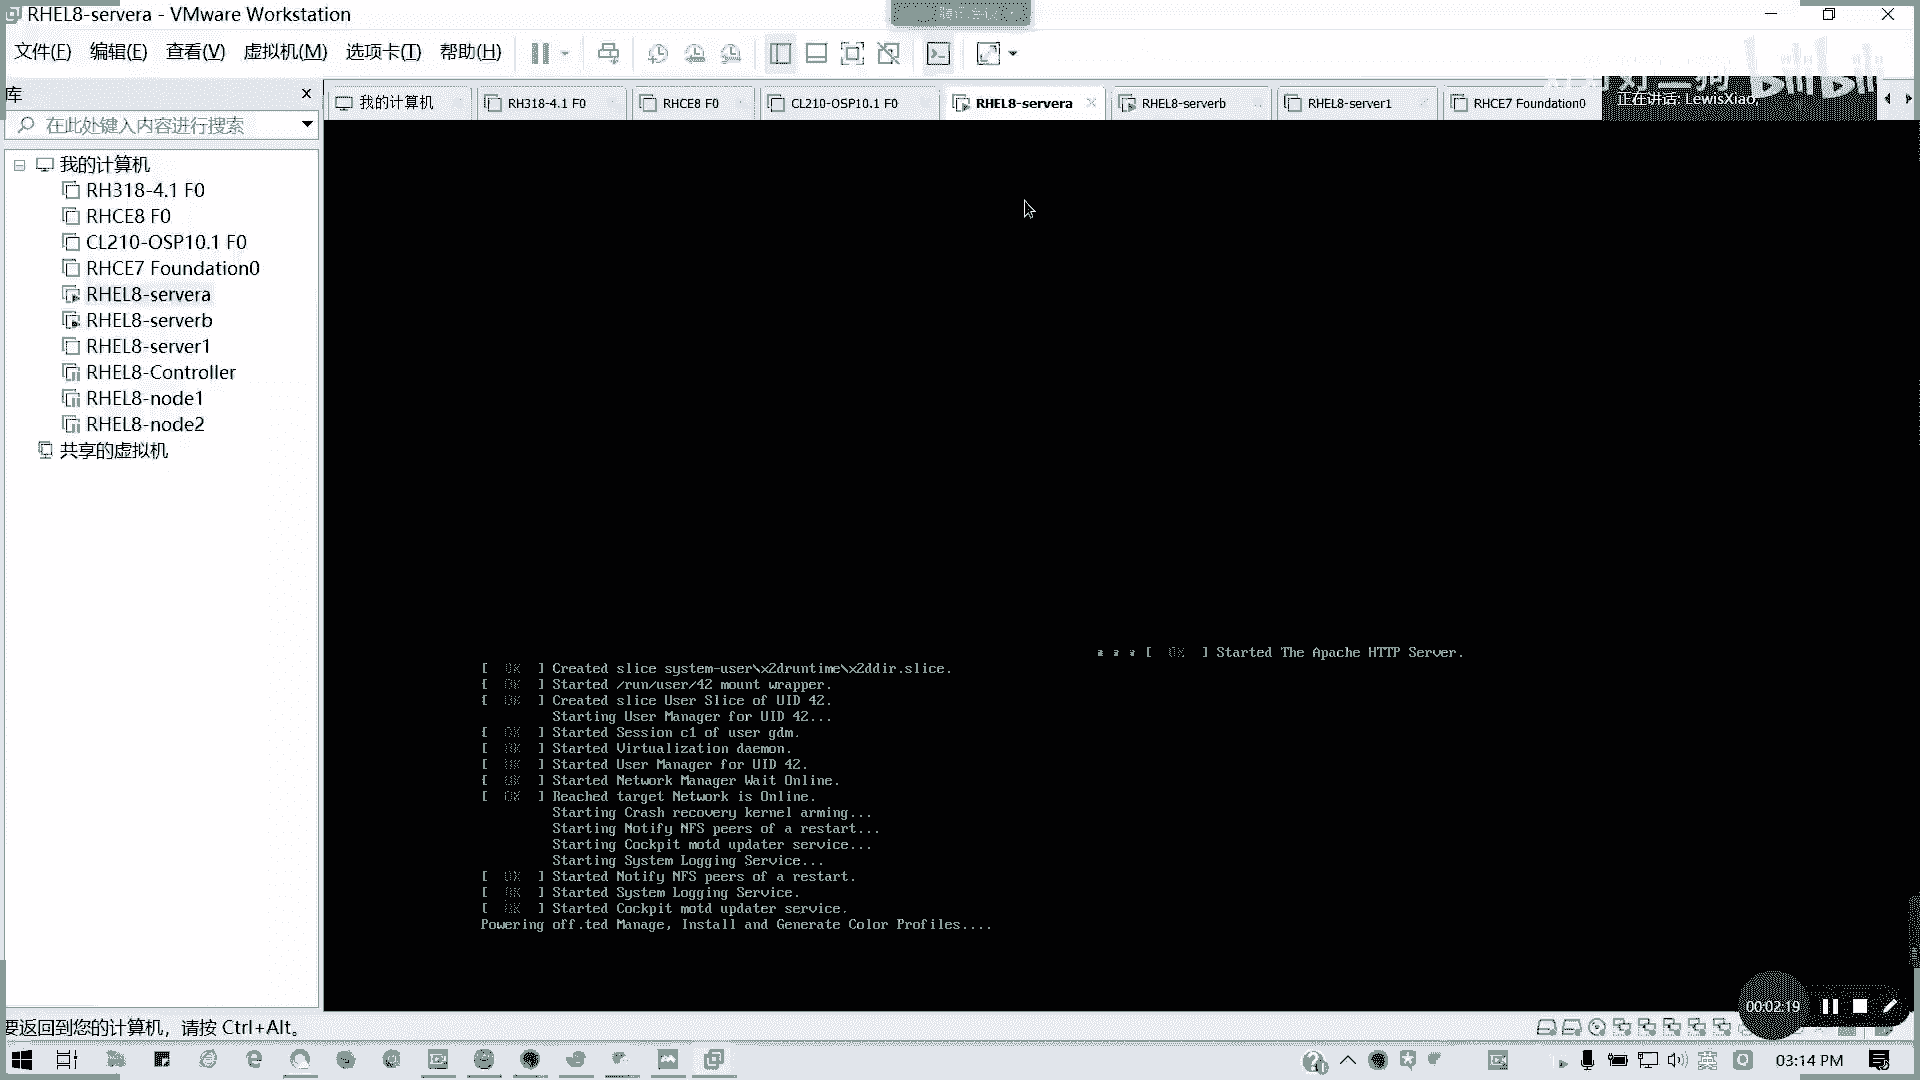 RHEL8-servera - VMware Workstation
文件(F) 编辑(E) 查看(V) 虚拟机(M) 选项卡(T) 帮助(H)
库
在此处键入内容进行搜索
我的计算机
RH318-4.1 F0
RHCE8 F0
CL210-OSP10.1 F0
RHCE7 Foundation0
RHEL8-servera
RHEL8-serverb
RHEL8-server1
RHEL8-Controller
RHEL8-node1
RHEL8-node2
共享的虚拟机
我的计算机 RH318-4.1 F0 RHCE8 F0 CL210-OSP10.1 F0 RHEL8-servera RHEL8-serverb RHEL8-server1 RHCE7 Foundation0
正在讲话: LewisXiao;
[ OK ] Started The Apache HTTP Server.
[ OK ] Created slice system-user\x2druntime\x2ddir.slice.
[ OK ] Started /run/user/42 mount wrapper.
[ OK ] Created slice User Slice of UID 42.
Starting User Manager for UID 42...
[ OK ] Started Session c1 of user gdm.
[ OK ] Started Virtualization daemon.
[ OK ] Started User Manager for UID 42.
[ OK ] Started Network Manager Wait Online.
[ OK ] Reached target Network is Online.
Starting Crash recovery kernel arming...
Starting Notify NFS peers of a restart...
Starting Cockpit motd updater service...
Starting System Logging Service...
[ OK ] Started Notify NFS peers of a restart.
[ OK ] Started System Logging Service.
[ OK ] Started Cockpit motd updater service.
Powering off.ted Manage, Install and Generate Color Profiles....
00:02:19
要返回到您的计算机，请按 Ctrl+Alt。
英
03:14 PM